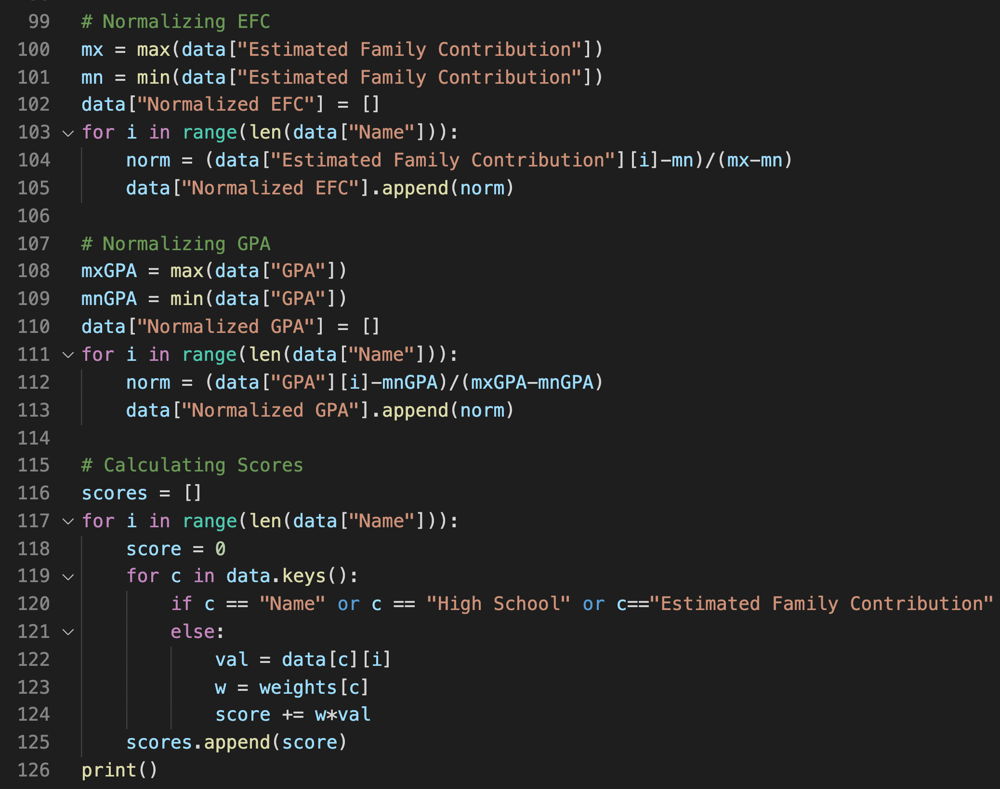 99 # Normalizing EFC
100 mx = max(data["Estimated Family Contribution"])
101 mn = min(data["Estimated Family Contribution"])
102 data["Normalized EFC"] = []
103 for i in range(len(data["Name"])):
104     norm = (data["Estimated Family Contribution"][i]-mn)/(mx-mn)
105     data["Normalized EFC"].append(norm)
106
107 # Normalizing GPA
108 mxGPA = max(data["GPA"])
109 mnGPA = min(data["GPA"])
110 data["Normalized GPA"] = []
111 for i in range(len(data["Name"])):
112     norm = (data["GPA"][i]-mnGPA)/(mxGPA-mnGPA)
113     data["Normalized GPA"].append(norm)
114
115 # Calculating Scores
116 scores = []
117 for i in range(len(data["Name"])):
118     score = 0
119     for c in data.keys():
120         if c == "Name" or c == "High School" or c=="Estimated Family Contribution"
121         else:
122             val = data[c][i]
123             w = weights[c]
124             score += w*val
125     scores.append(score)
126 print()